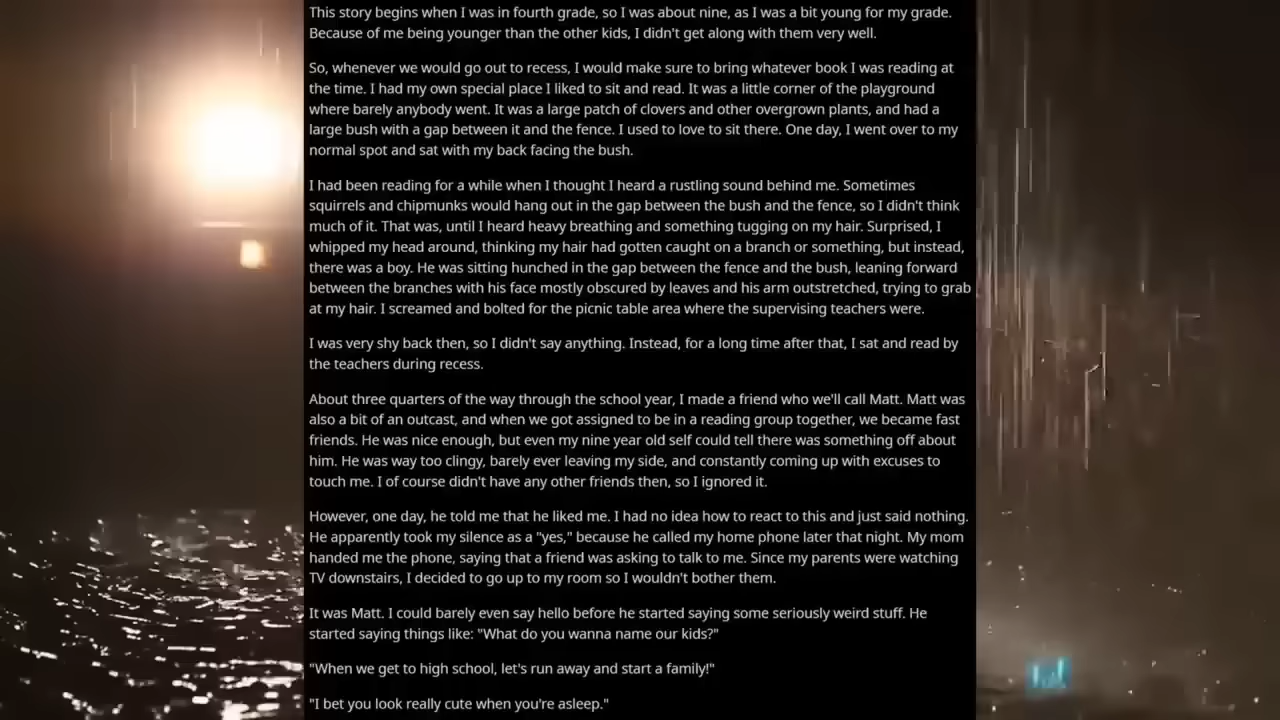 This story begins when I was in fourth grade, so I was about nine, as I was a bit young for my grade.
Because of me being younger than the other kids, I didn't get along with them very well.
So, whenever we would go out to recess, I would make sure to bring whatever book I was reading at
the time. I had my own special place I liked to sit and read. It was a little corner of the playground
where barely anybody went. It was a large patch of clovers and other overgrown plants, and had a
large bush with a gap between it and the fence. I used to love to sit there. One day, I went over to my
normal spot and sat with my back facing the bush.
I had been reading for a while when I thought I heard a rustling sound behind me. Sometimes
squirrels and chipmunks would hang out in the gap between the bush and the fence, so I didn't think
much of it. That was, until I heard heavy breathing and something tugging on my hair. Surprised, I
whipped my head around, thinking my hair had gotten caught on a branch or something, but instead,
there was a boy. He was sitting hunched in the gap between the fence and the bush, leaning forward
between the branches with his face mostly obscured by leaves and his arm outstretched, trying to grab
at my hair. I screamed and bolted for the picnic table area where the supervising teachers were.
I was very shy back then, so I didn't say anything. Instead, for a long time after that, I sat and read by
the teachers during recess.
About three quarters of the way through the school year, I made a friend who we'll call Matt. Matt was
also a bit of an outcast, and when we got assigned to be in a reading group together, we became fast
friends. He was nice enough, but even my nine year old self could tell there was something off about
him. He was way too clingy, barely ever leaving my side, and constantly coming up with excuses to
touch me. I of course didn't have any other friends then, so I ignored it.
However, one day, he told me that he liked me. I had no idea how to react to this and just said nothing.
He apparently took my silence as a "yes," because he called my home phone later that night. My mom
handed me the phone, saying that a friend was asking to talk to me. Since my parents were watching
TV downstairs, I decided to go up to my room so I wouldn't bother them.
It was Matt. I could barely even say hello before he started saying some seriously weird stuff. He
started saying things like: "What do you wanna name our kids?"
"When we get to high school, let's run away and start a family!"
"I bet you look really cute when you're asleep."